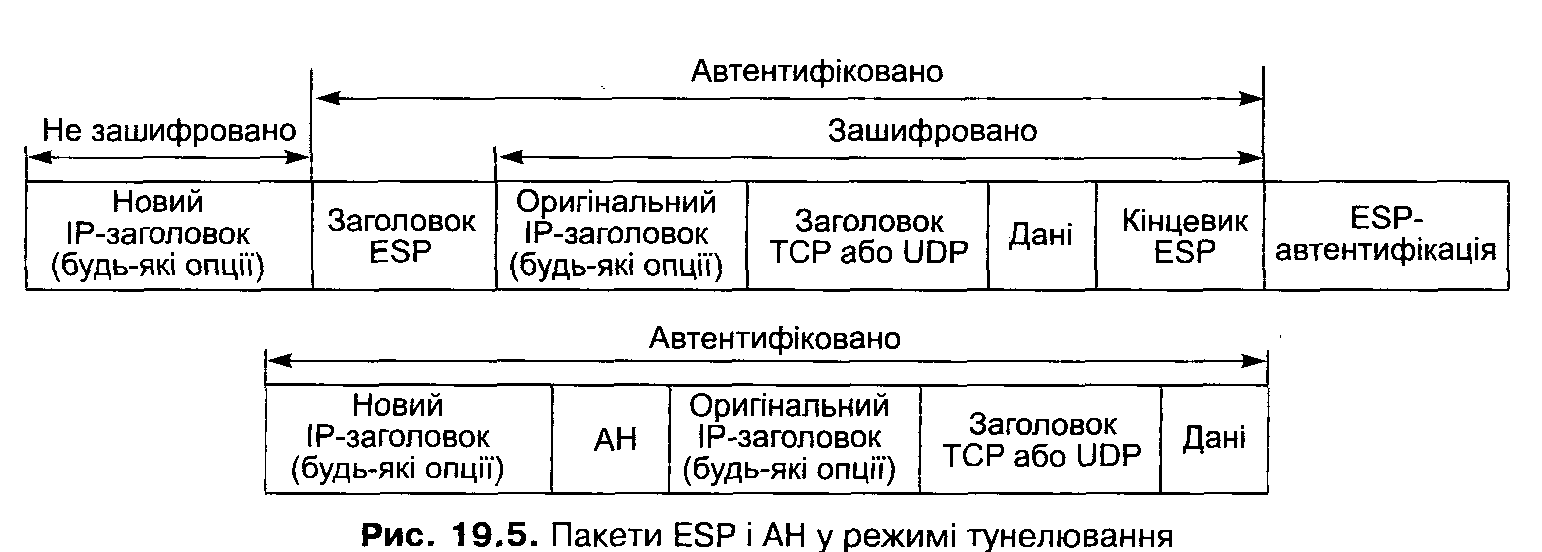 Автентифіковано
Не зашифровано
Зашифровано
Новий
IP-заголовок
(будь-які опції)
Заголовок
ESP
Оригінальний
IP-заголовок
(будь-які опції)
Заголовок
TCP або UDP
Дані
Кінцевик
ESP
ESP-
автентифікація
Автентифіковано
Новий
IP-заголовок
(будь-які опції)
AH
Оригінальний
IP-заголовок
(будь-які опції)
Заголовок
TCP або UDP
Дані
Рис. 19.5. Пакети ESP і AH у режимі тунелювання